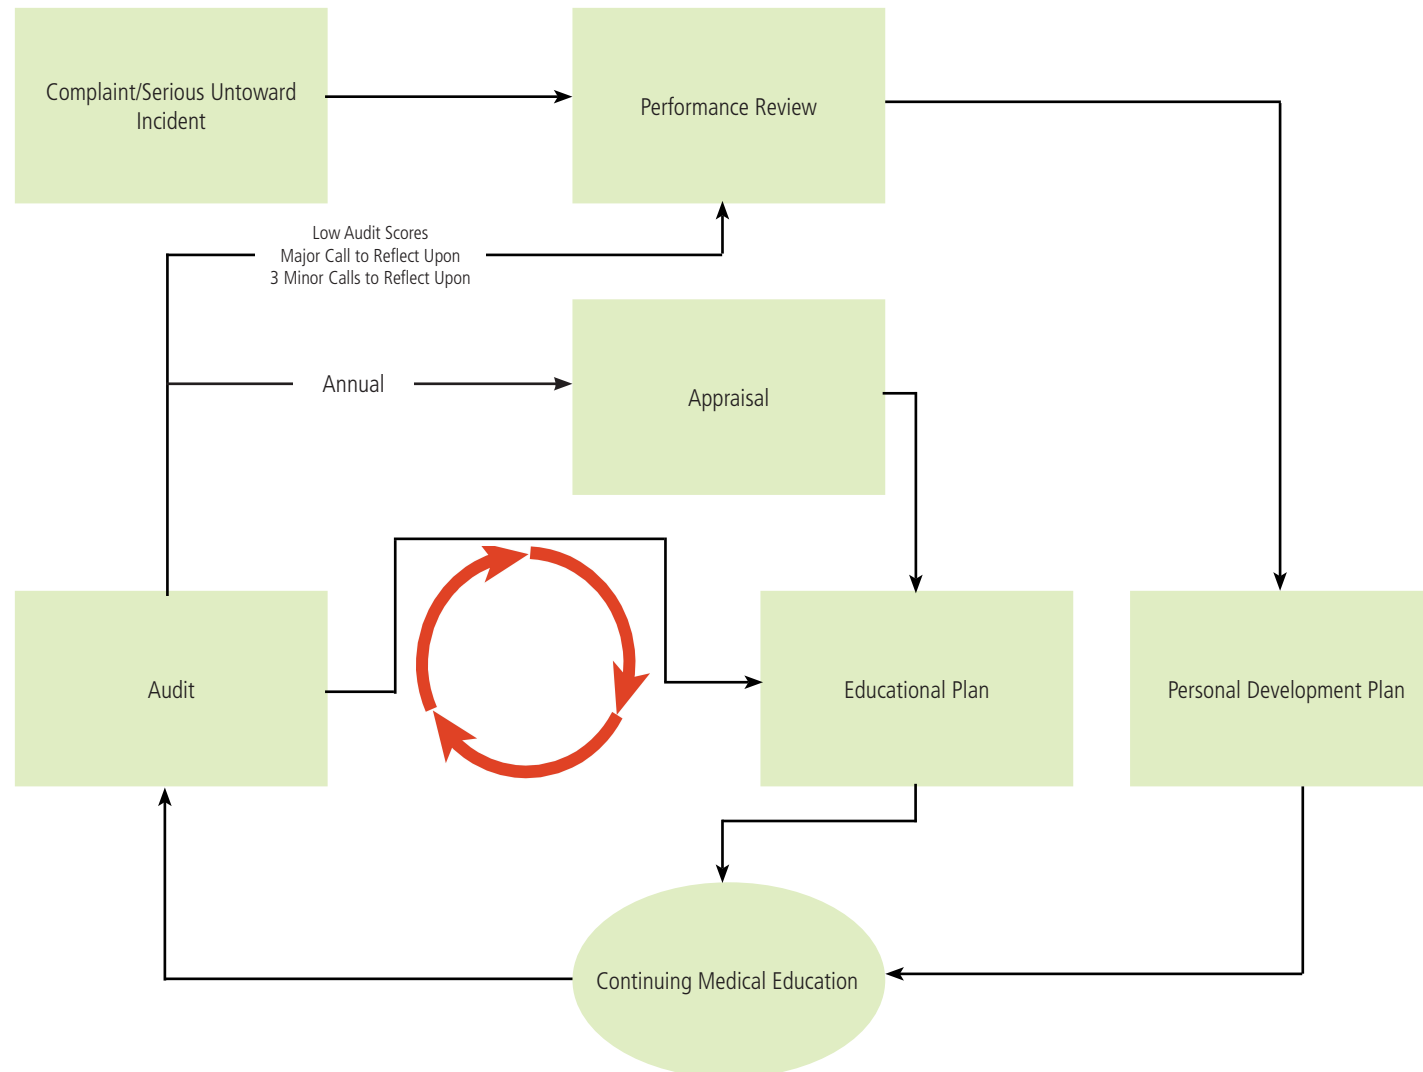 Complaint/Serious Untoward
Incident
Performance Review
Low Audit Scores
Major Call to Reflect Upon
3 Minor Calls to Reflect Upon
Annual
Appraisal
Audit
Educational Plan
Personal Development Plan
Continuing Medical Education